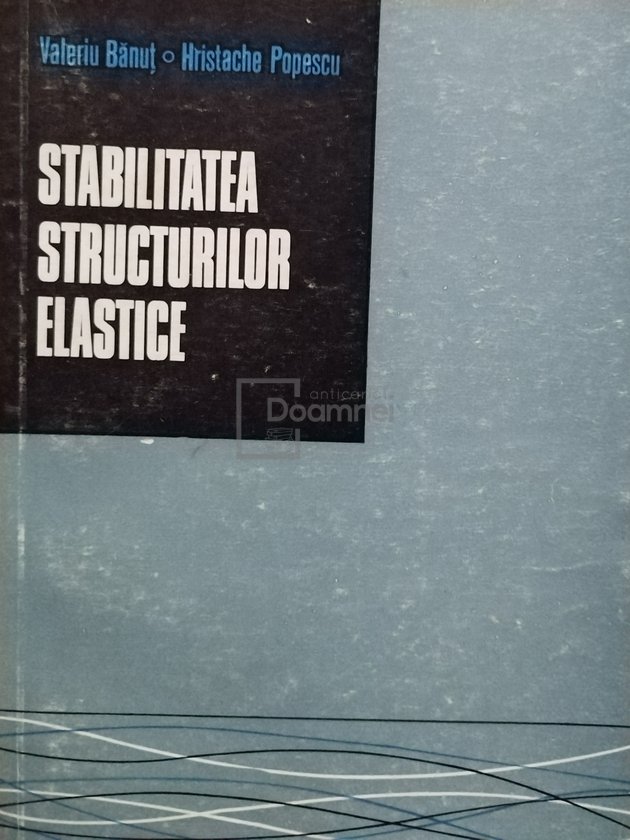 Valeriu Bănuț o Hristache Popescu
STABILITATEA
STRUCTURILOR
ELASTICE
anticariat
Doamnei